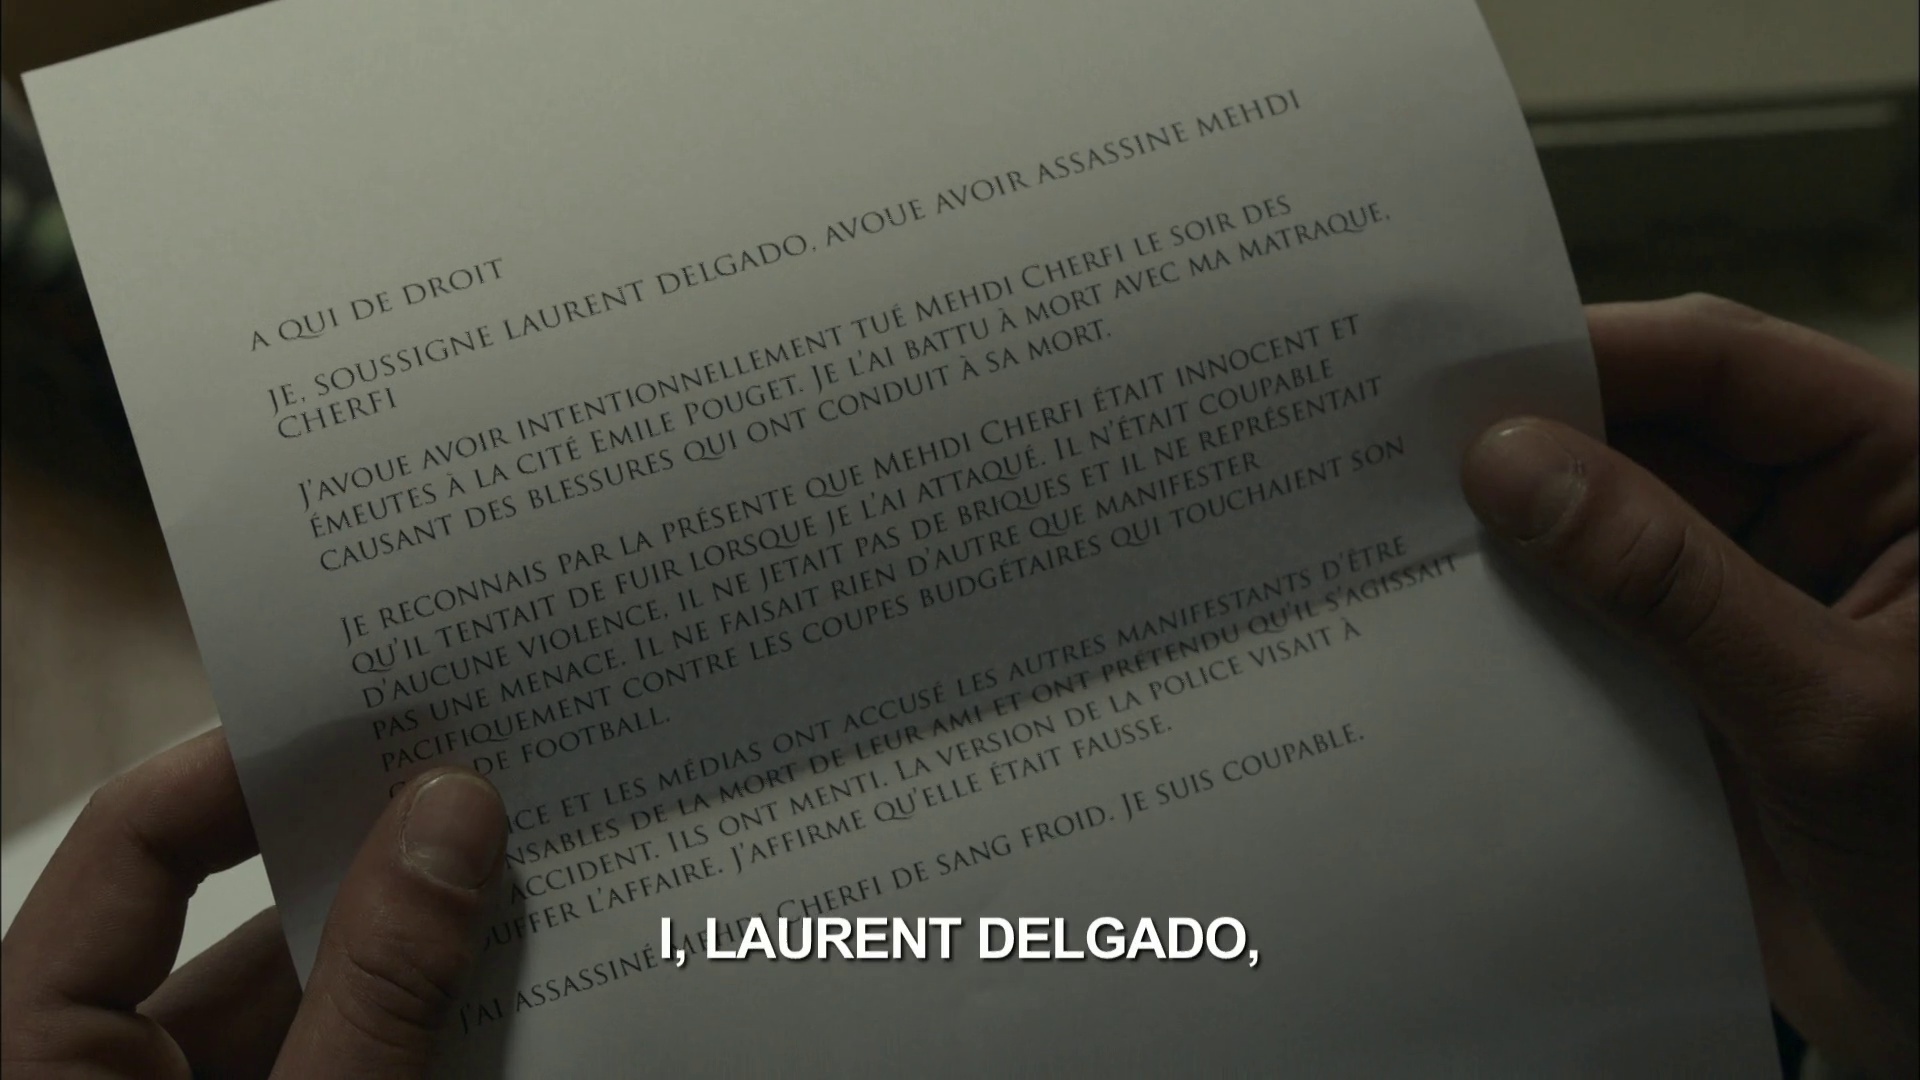 A QUI DE DROIT
JE, SOUSSIGNE LAURENT DELGADO, AVOUE AVOIR ASSASSINE MEHDI
CHERFI
J'AVOUE AVOIR INTENTIONNELLEMENT TUÉ MEHDI CHERFI LE SOIR DES
ÉMEUTES À LA CITÉ EMILE POUGET. JE L'AI BATTU À MORT AVEC MA MATRAQUE,
CAUSANT DES BLESSURES QUI ONT CONDUIT À SA MORT.
JE RECONNAIS PAR LA PRÉSENTE QUE MEHDI CHERFI ÉTAIT INNOCENT ET
QU'IL TENTAIT DE FUIR LORSQUE JE L'AI ATTAQUÉ. IL N'ÉTAIT COUPABLE
D'AUCUNE VIOLENCE, IL NE JETAIT PAS DE BRIQUES ET IL NE REPRÉSENTAIT
PAS UNE MENACE. IL NE FAISAIT RIEN D'AUTRE QUE MANIFESTER
PACIFIQUEMENT CONTRE LES COUPES BUDGÉTAIRES QUI TOUCHAIENT SON
DE FOOTBALL.
ICE ET LES MÉDIAS ONT ACCUSÉ LES AUTRES MANIFESTANTS D'ÊTRE
NSABLES DE LA MORT DE LEUR AMI ET ONT PRÉTENDU QU'IL S'AGISSAIT
ACCIDENT. ILS ONT MENTI. LA VERSION DE LA POLICE VISAIT À
OUFFER L'AFFAIRE. J'AFFIRME QU'ELLE ÉTAIT FAUSSE.
J'AI ASSASSINÉ MEHDI CHERFI DE SANG FROID. JE SUIS COUPABLE.
I, LAURENT DELGADO,